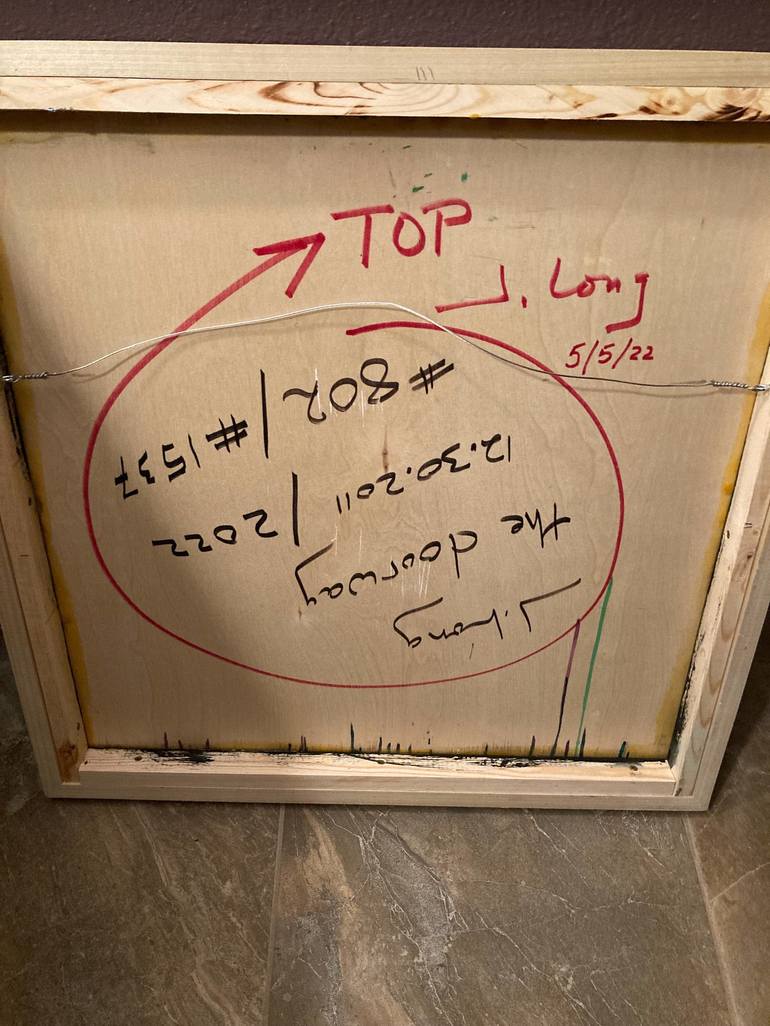 TOP
J. Long
5/5/22
J. Long
the doorway
12.30.2011 / 2022
#802 / #1537